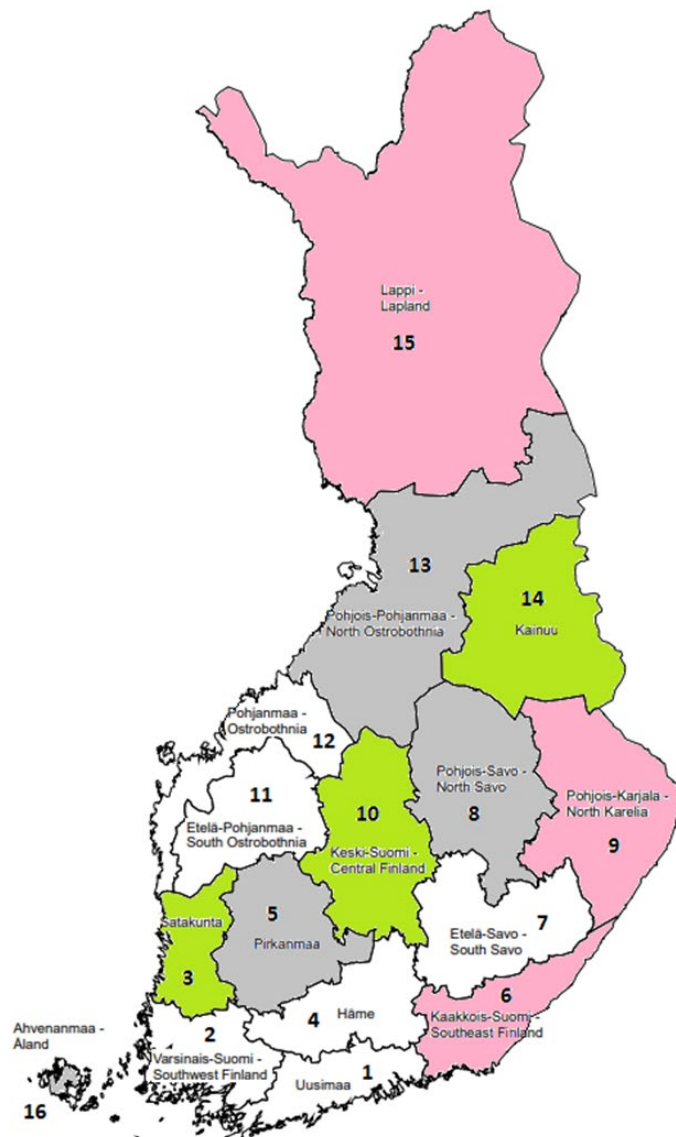 Lappi -
Lapland
15
13
Pohjois-Pohjanmaa -
North Ostrobothnia
14
Kainuu
Pohjanmaa -
Ostrobothnia
12
11
Etelä-Pohjanmaa -
South Ostrobothnia
10
Keski-Suomi -
Central Finland
Pohjois-Savo -
North Savo
8
Pohjois-Karjala -
North Karelia
9
Satakunta
3
5
Pirkanmaa
7
Etelä-Savo -
South Savo
6
Kaakkois-Suomi -
Southeast Finland
4
Häme
2
Varsinais-Suomi -
Southwest Finland
1
Uusimaa
Ahvenanmaa -
Åland
16